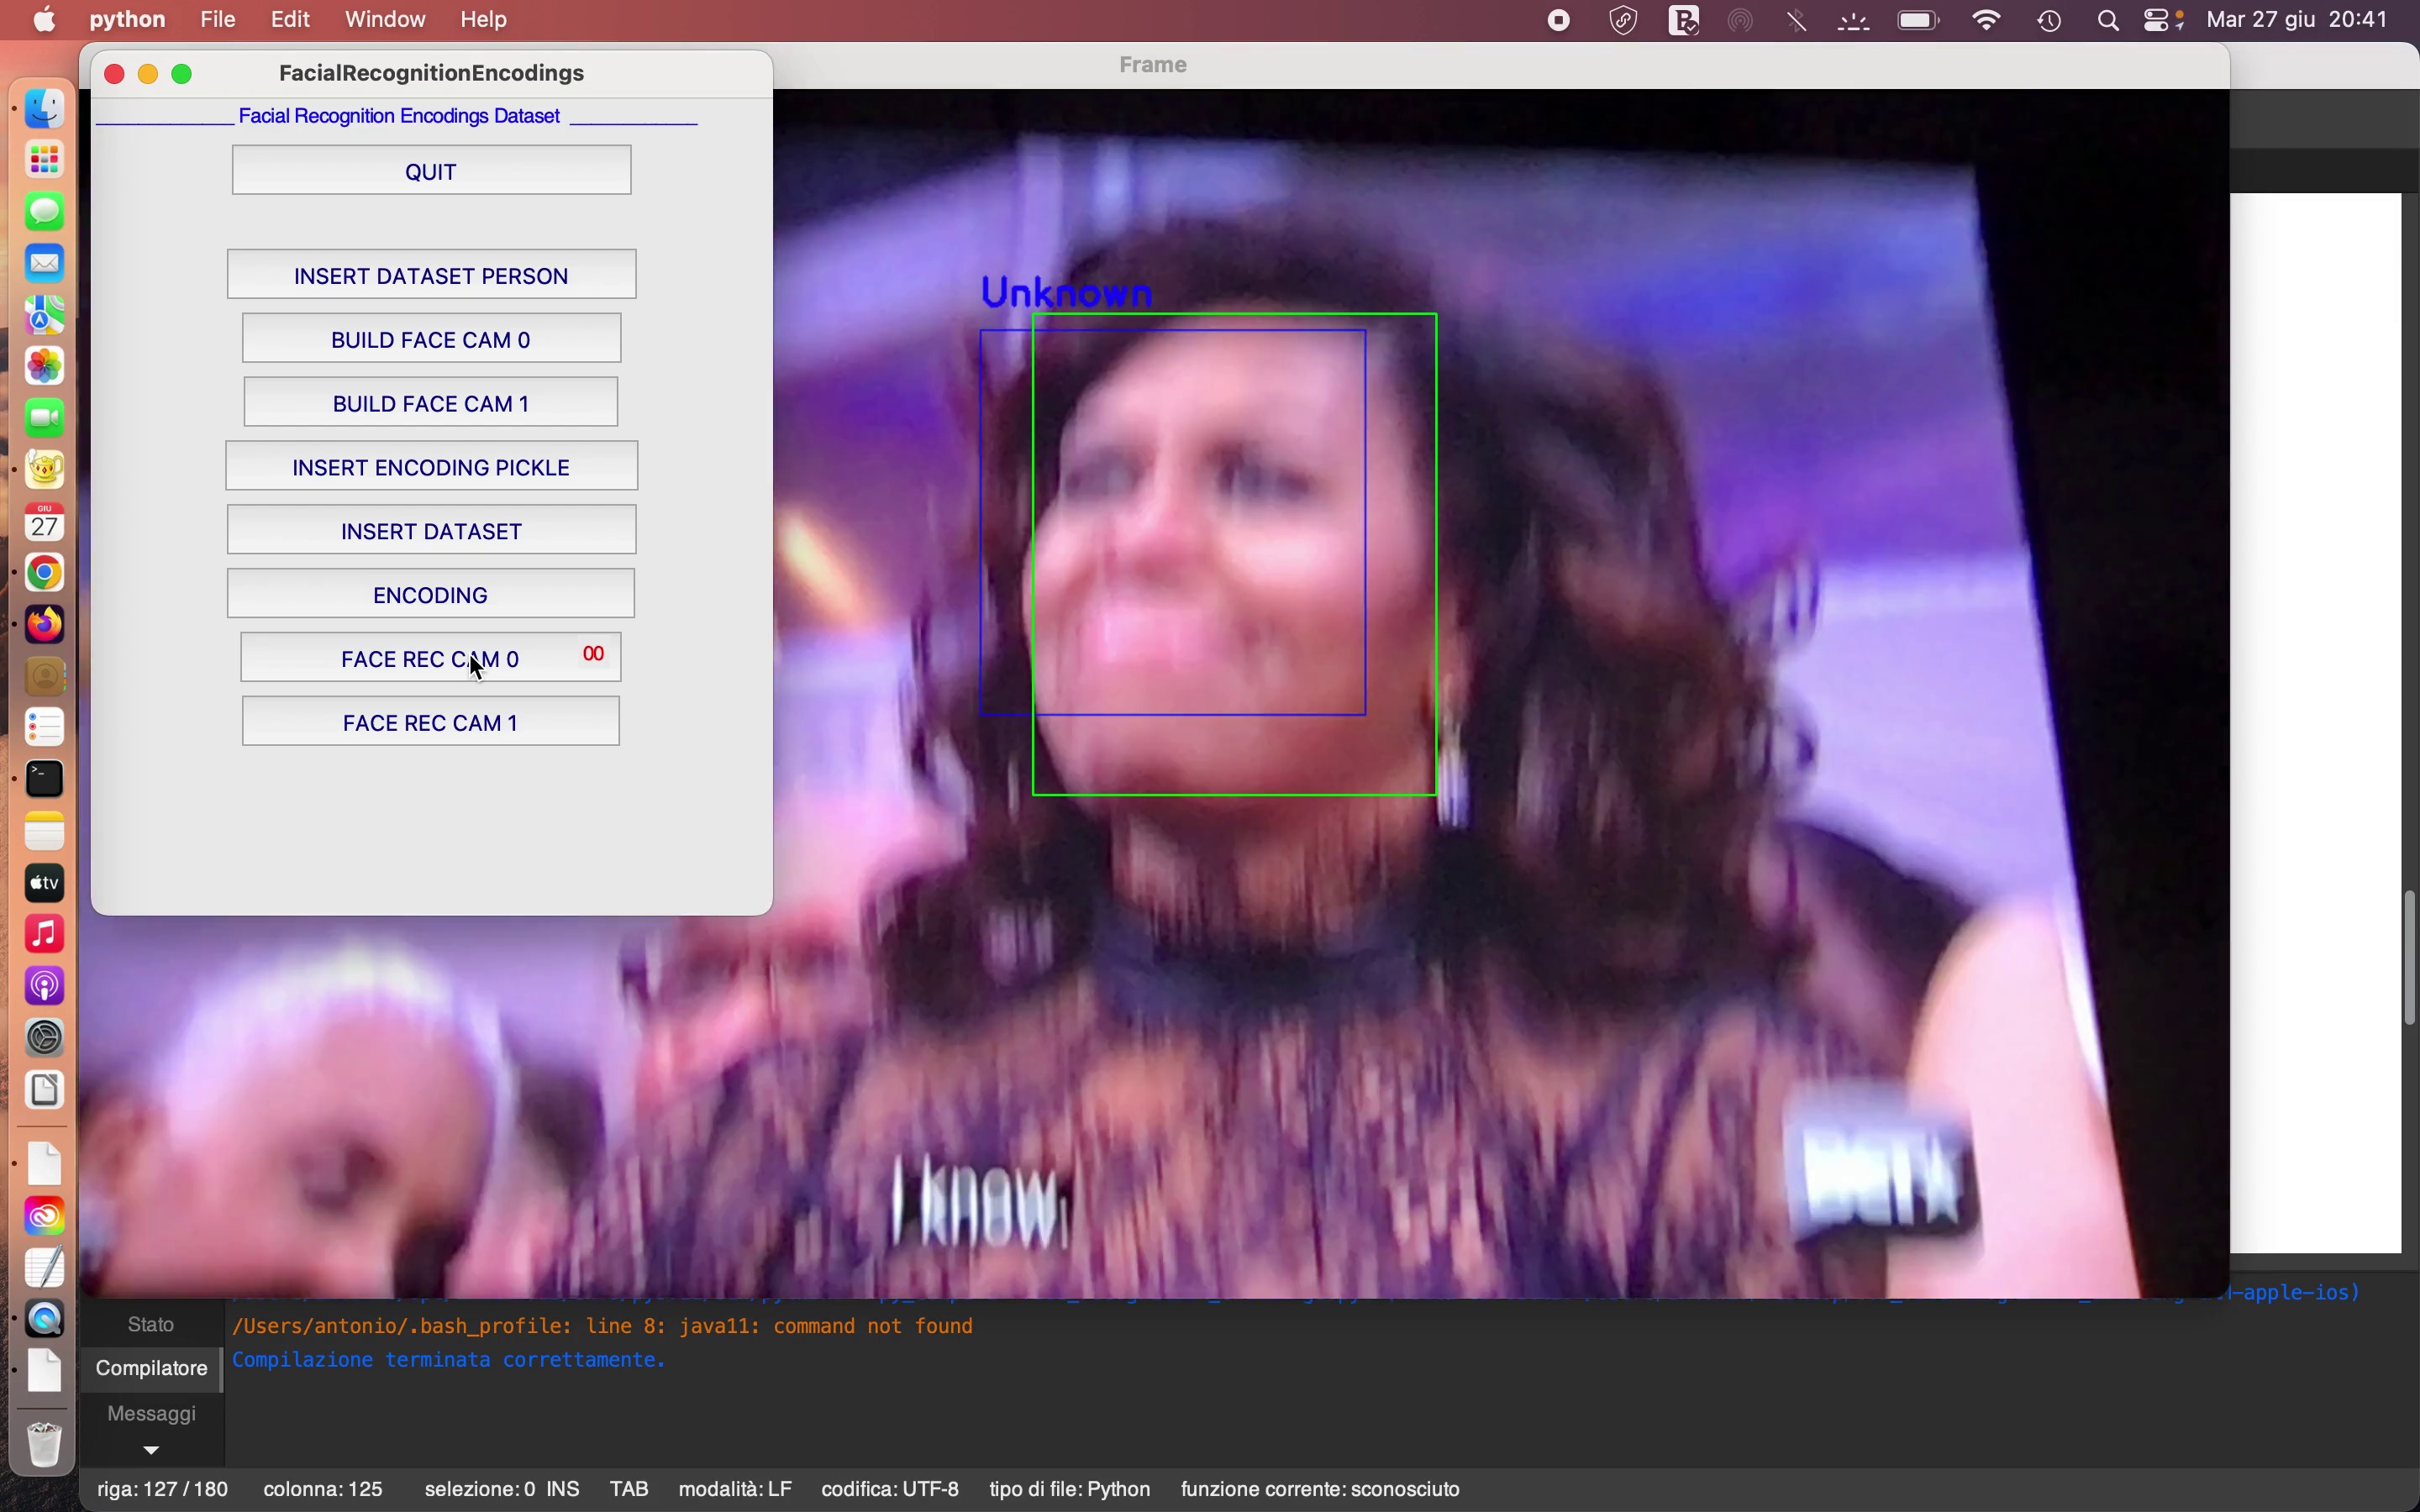 python File Edit Window Help Mar 27 giu 20:41
FacialRecognitionEncodings
Frame
Facial Recognition Encodings Dataset
QUIT
INSERT DATASET PERSON
BUILD FACE CAM 0
BUILD FACE CAM 1
INSERT ENCODING PICKLE
INSERT DATASET
ENCODING
FACE REC CAM 0 00
FACE REC CAM 1
Unknown
GIU
27
tv
I know,
-apple-ios)
Stato
/Users/antonio/.bash_profile: line 8: java11: command not found
Compilatore
Compilazione terminata correttamente.
Messaggi
riga: 127 / 180 colonna: 125 selezione: 0 INS TAB modalità: LF codifica: UTF-8 tipo di file: Python funzione corrente: sconosciuto